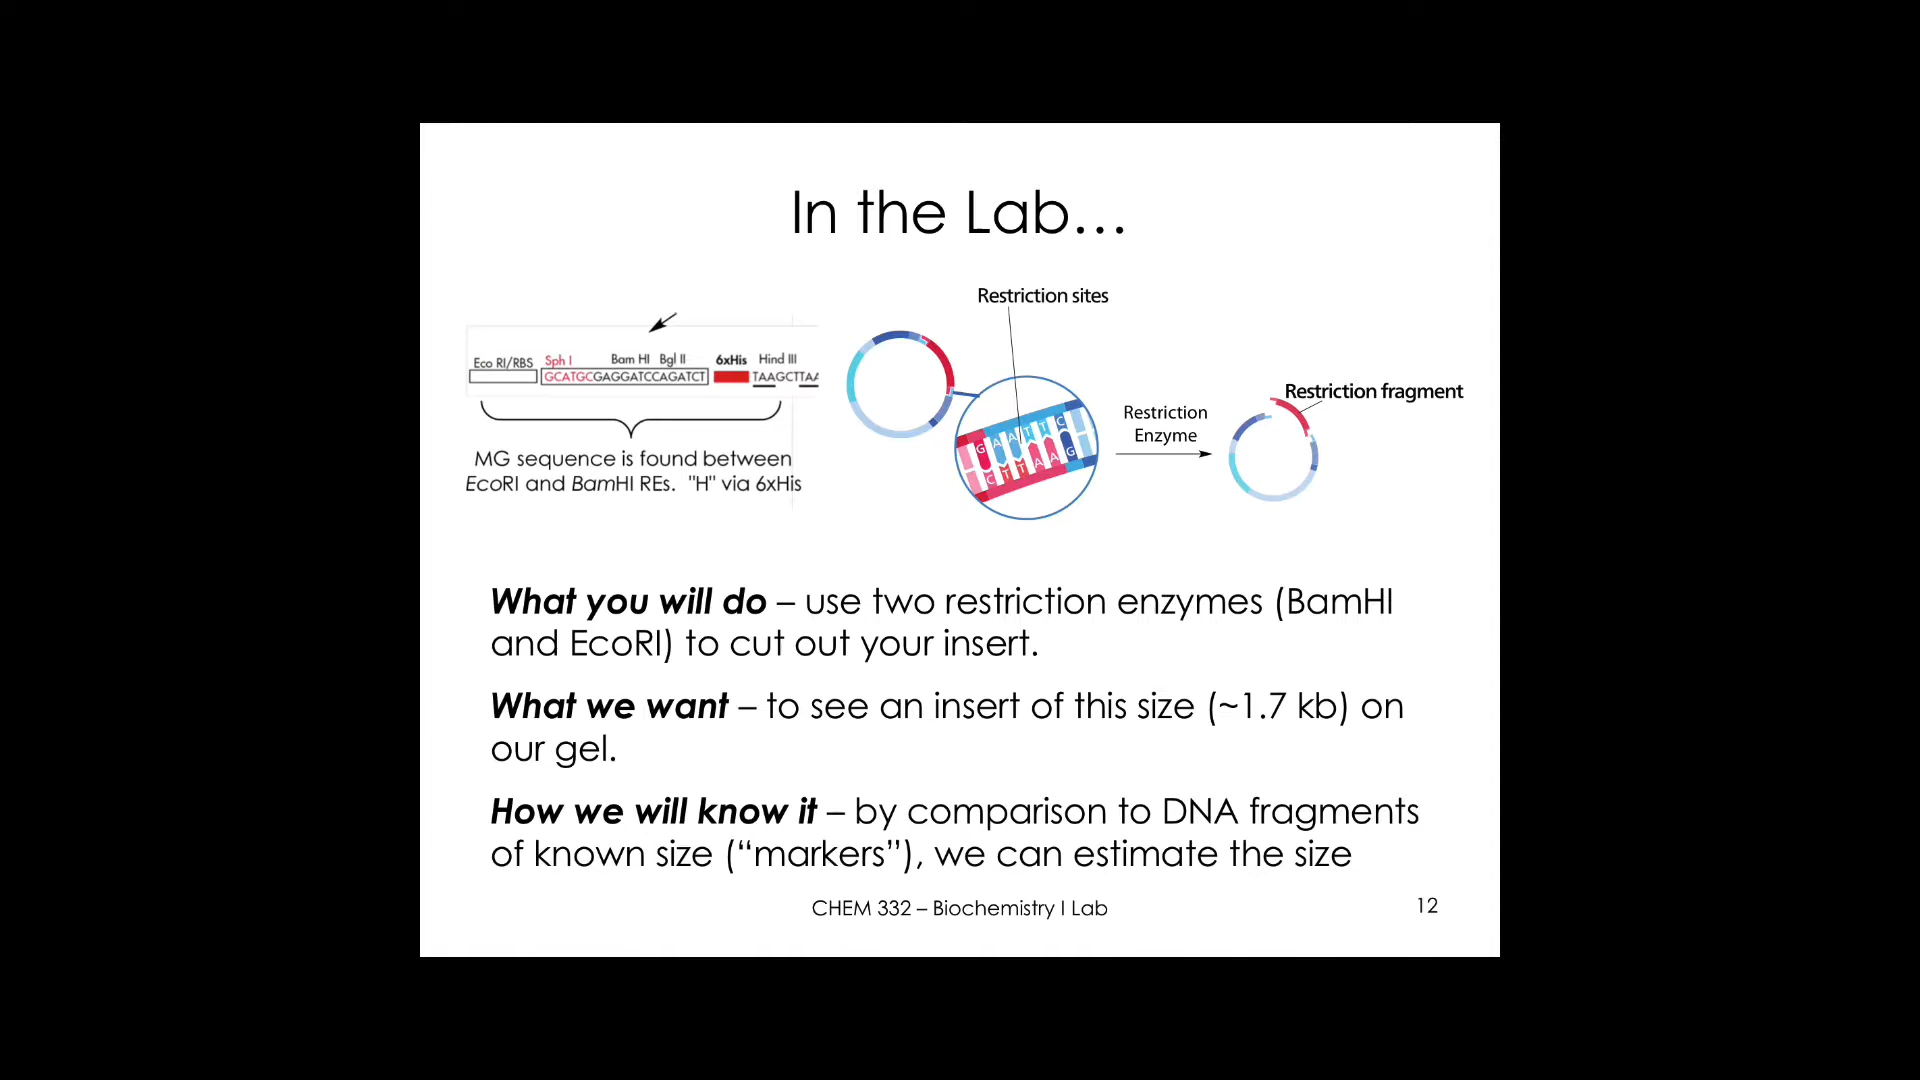 In the Lab…
Restriction sites
Eco RI/RBS Sph I Bam HI Bgl II 6xHis Hind III
GCATGCGAGGATCCAGATCT TAAGCTTAA
MG sequence is found between
EcoRI and BamHI REs. "H" via 6xHis
GAATTC
CTTAAG
Restriction
Enzyme
Restriction fragment
What you will do – use two restriction enzymes (BamHI
and EcoRI) to cut out your insert.
What we want – to see an insert of this size (~1.7 kb) on
our gel.
How we will know it – by comparison to DNA fragments
of known size (“markers”), we can estimate the size
CHEM 332 – Biochemistry I Lab
12